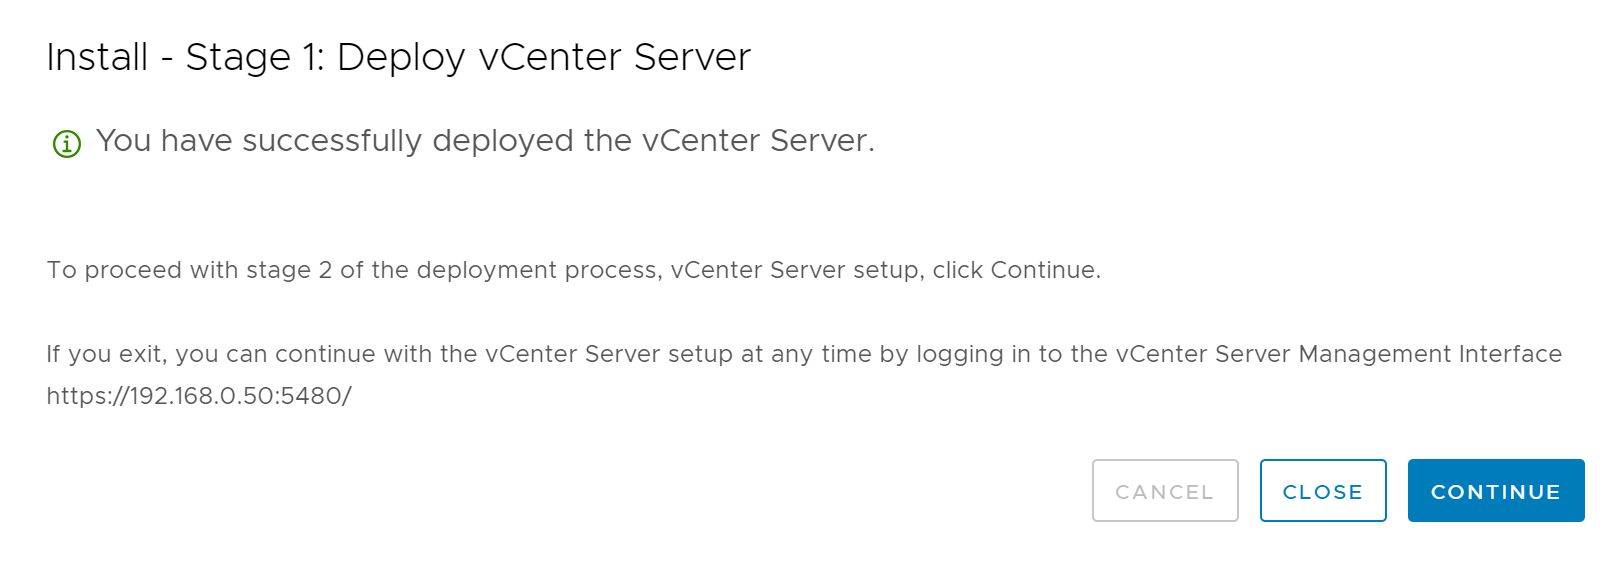 Install - Stage 1: Deploy vCenter Server
You have successfully deployed the vCenter Server.
To proceed with stage 2 of the deployment process, vCenter Server setup, click Continue.
If you exit, you can continue with the vCenter Server setup at any time by logging in to the vCenter Server Management Interface
https://192.168.0.50:5480/
CANCEL CLOSE CONTINUE